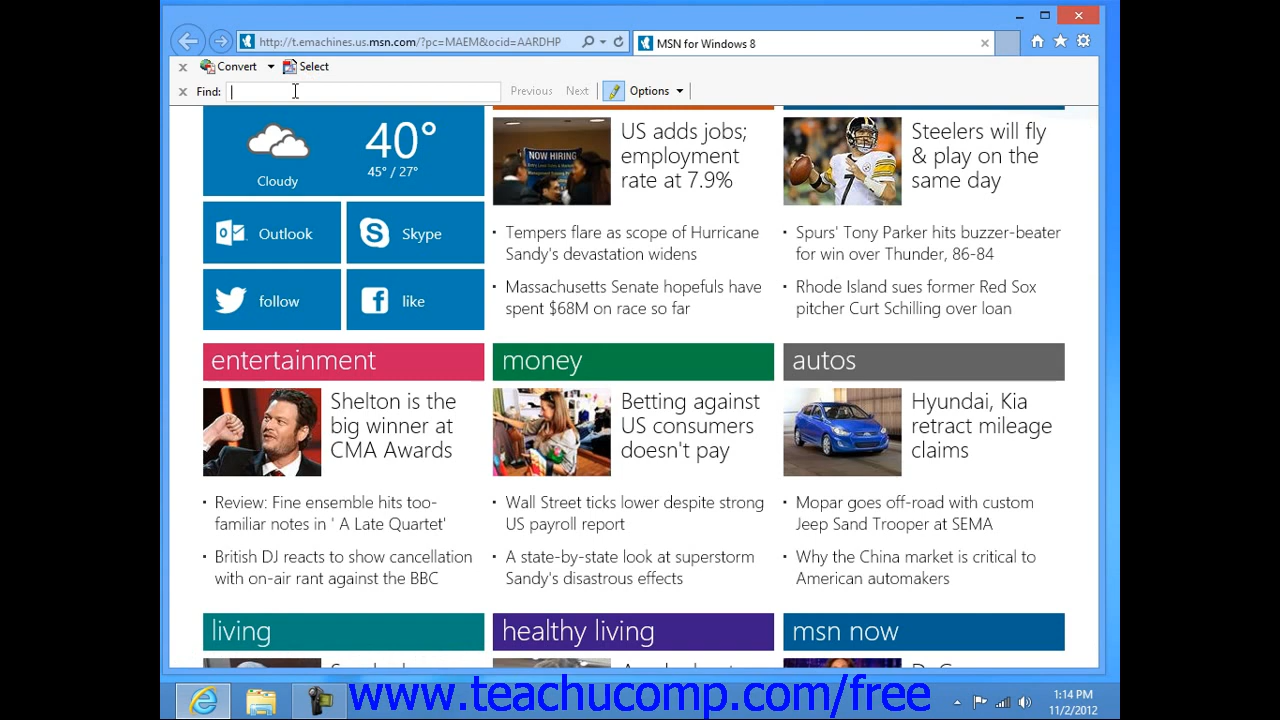 http://t.emachines.us.msn.com/?pc=MAEM&ocid=AARDHP
MSN for Windows 8
Convert
Select
Find:
Previous
Next
Options
40°
45° / 27°
Cloudy
Outlook
Skype
follow
like
NOW HIRING
US adds jobs;
employment
rate at 7.9%
Tempers flare as scope of Hurricane
Sandy's devastation widens
Massachusetts Senate hopefuls have
spent $68M on race so far
7
Steelers will fly
& play on the
same day
Spurs' Tony Parker hits buzzer-beater
for win over Thunder, 86-84
Rhode Island sues former Red Sox
pitcher Curt Schilling over loan
entertainment
Shelton is the
big winner at
CMA Awards
Review: Fine ensemble hits too-
familiar notes in ' A Late Quartet'
British DJ reacts to show cancellation
with on-air rant against the BBC
money
Betting against
US consumers
doesn't pay
Wall Street ticks lower despite strong
US payroll report
A state-by-state look at superstorm
Sandy's disastrous effects
autos
Hyundai, Kia
retract mileage
claims
Mopar goes off-road with custom
Jeep Sand Trooper at SEMA
Why the China market is critical to
American automakers
living
healthy living
msn now
www.teachucomp.com/free
1:14 PM
11/2/2012